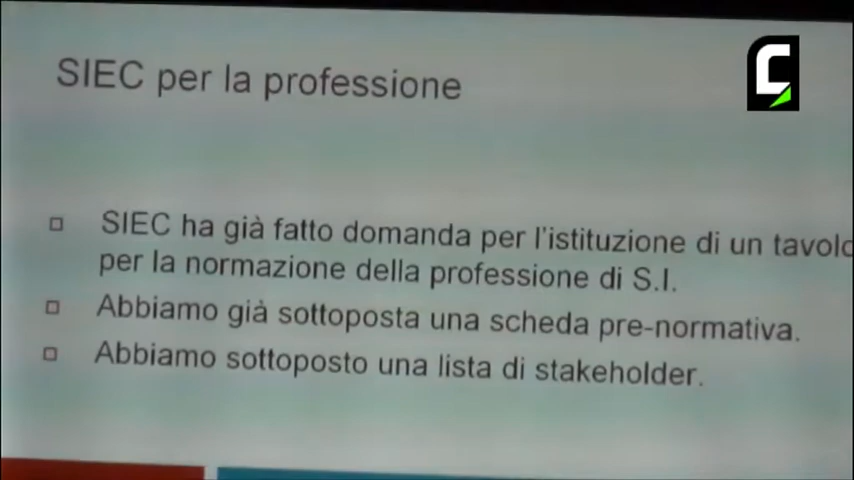 SIEC per la professione
SIEC ha già fatto domanda per l'istituzione di un tavolo
per la normazione della professione di S.I.
Abbiamo già sottoposta una scheda pre-normativa.
Abbiamo sottoposto una lista di stakeholder.